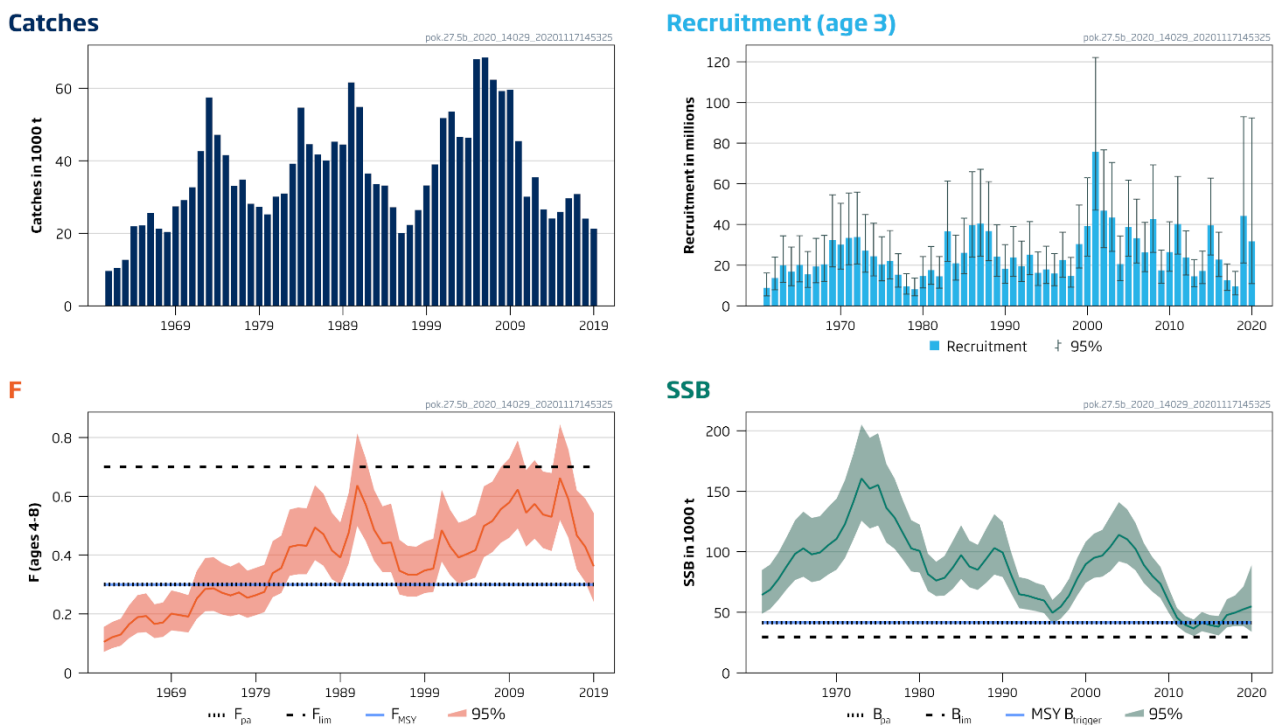 Catches
pok.27.5b_2020_14029_20201117145325
Catches in 1000 t
60
40
20
0
1969 1979 1989 1999 2009 2019
Recruitment (age 3)
pok.27.5b_2020_14029_20201117145325
Recruitment in millions
120
100
80
60
40
20
0
1970 1980 1990 2000 2010 2020
Recruitment 95%
F
pok.27.5b_2020_14029_20201117145325
F (ages 4-8)
0.8
0.6
0.4
0.2
0
1969 1979 1989 1999 2009 2019
Fpa Flim FMSY 95%
SSB
pok.27.5b_2020_14029_20201117145325
SSB in 1000 t
200
150
100
50
0
1970 1980 1990 2000 2010 2020
Bpa Blim MSY Btrigger 95%